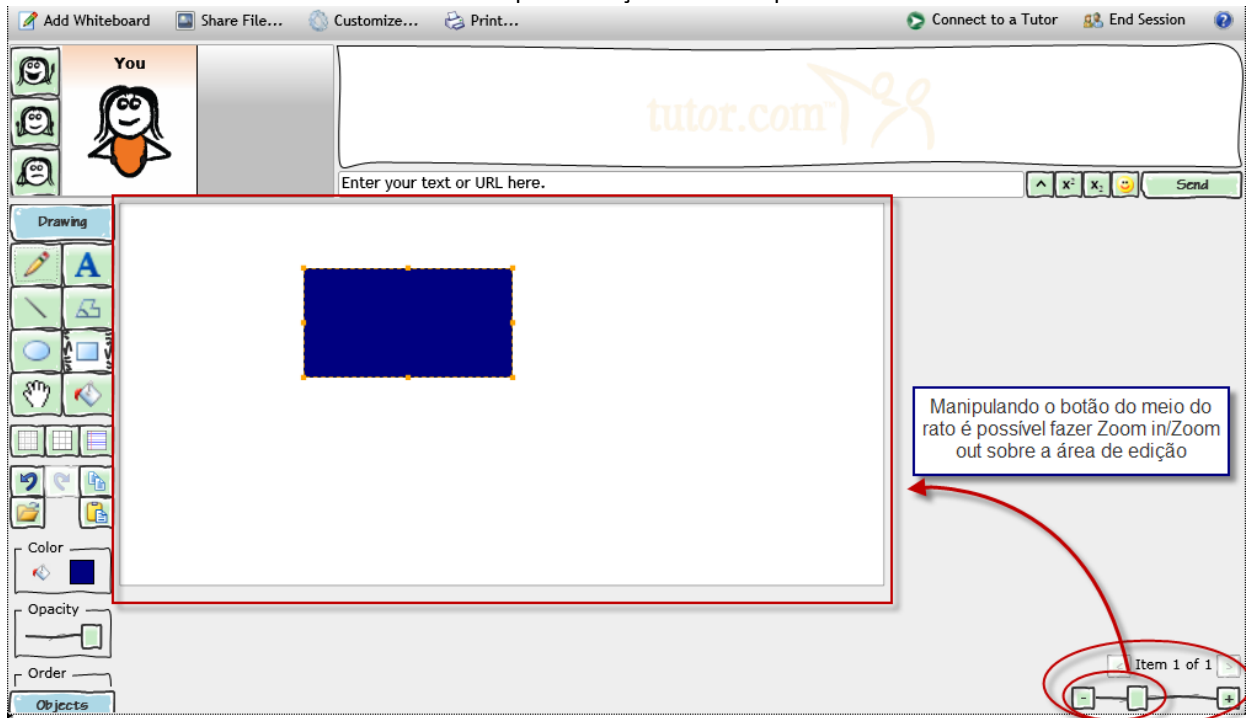 Add Whiteboard Share File... Customize... Print... Connect to a Tutor End Session
You
tutor.com
Enter your text or URL here.
^ x² x₂ Send
Drawing
A
Manipulando o botão do meio do
rato é possível fazer Zoom in/Zoom
out sobre a área de edição
Color
Opacity
Order
Objects
< Item 1 of 1 >
- +